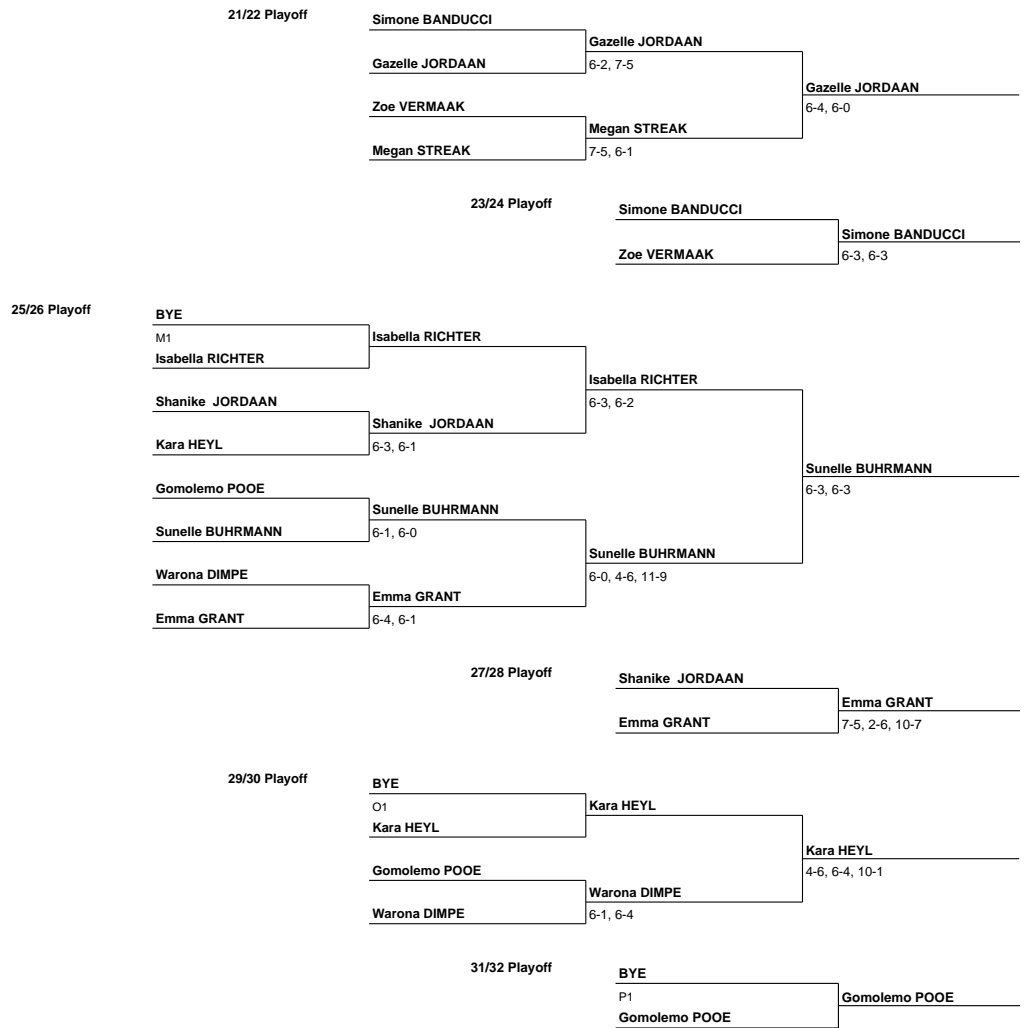 21/22 Playoff
Simone BANDUCCI
Gazelle JORDAAN
Gazelle JORDAAN
6-2, 7-5
Gazelle JORDAAN
6-4, 6-0
Zoe VERMAAK
Megan STREAK
Megan STREAK
7-5, 6-1
23/24 Playoff
Simone BANDUCCI
Simone BANDUCCI
Zoe VERMAAK
6-3, 6-3
25/26 Playoff
BYE
M1
Isabella RICHTER
Isabella RICHTER
Isabella RICHTER
6-3, 6-2
Shanike JORDAAN
Shanike JORDAAN
Kara HEYL
6-3, 6-1
Sunelle BUHRMANN
6-3, 6-3
Gomolemo POOE
Sunelle BUHRMANN
Sunelle BUHRMANN
6-1, 6-0
Sunelle BUHRMANN
6-0, 4-6, 11-9
Warona DIMPE
Emma GRANT
Emma GRANT
6-4, 6-1
27/28 Playoff
Shanike JORDAAN
Emma GRANT
Emma GRANT
7-5, 2-6, 10-7
29/30 Playoff
BYE
O1
Kara HEYL
Kara HEYL
Kara HEYL
4-6, 6-4, 10-1
Gomolemo POOE
Warona DIMPE
Warona DIMPE
6-1, 6-4
31/32 Playoff
BYE
P1
Gomolemo POOE
Gomolemo POOE